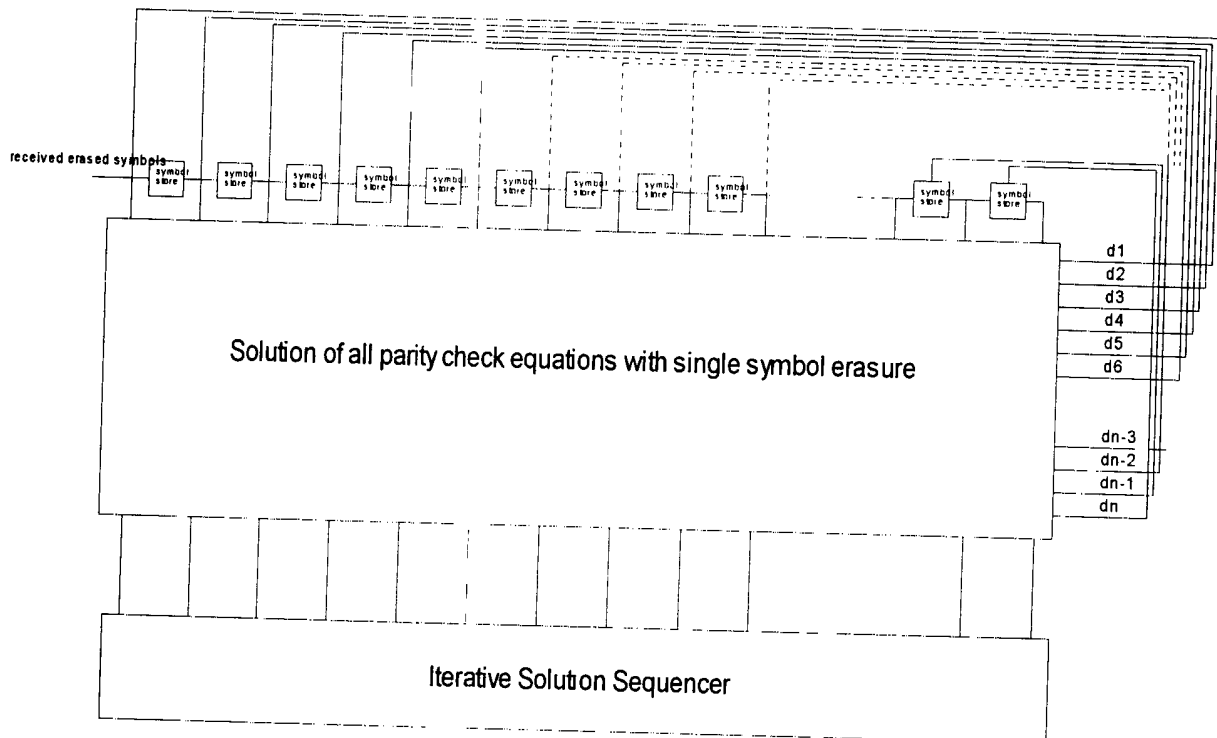 received erased symbols
symbol
store
symbol
store
symbol
store
symbol
store
symbol
store
symbol
store
symbol
store
symbol
store
symbol
store
symbol
store
symbol
store
d1
d2
d3
d4
d5
d6
Solution of all parity check equations with single symbol erasure
dn-3
dn-2
dn-1
dn
Iterative Solution Sequencer